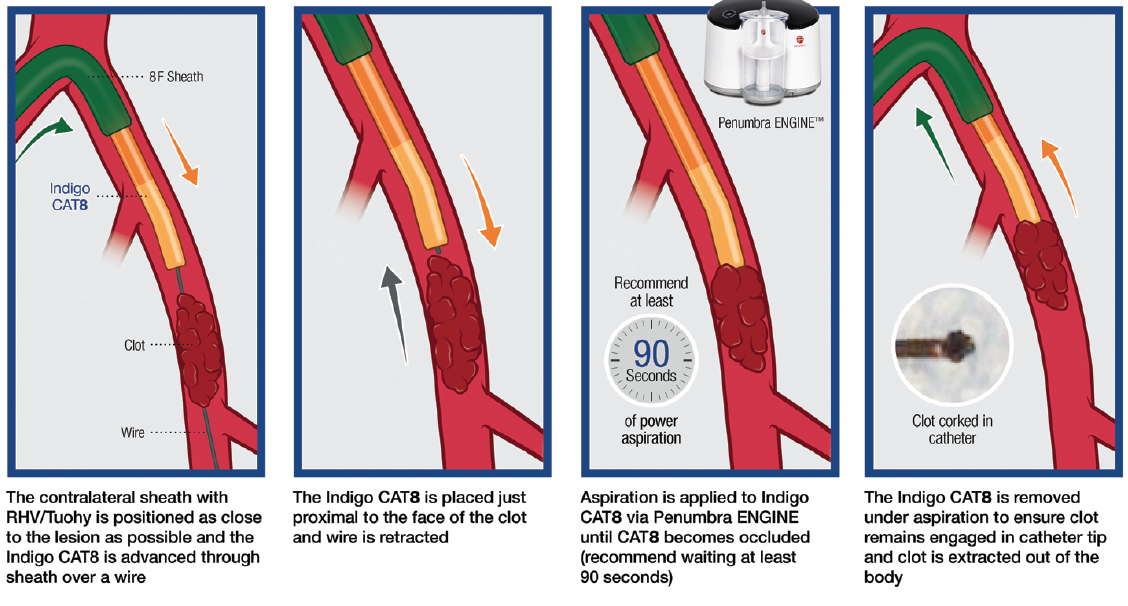 8F Sheath
Indigo
CAT8
Clot
Wire
The contralateral sheath with
RHV/Tuohy is positioned as close
to the lesion as possible and the
Indigo CAT8 is advanced through
sheath over a wire
The Indigo CAT8 is placed just
proximal to the face of the clot
and wire is retracted
Penumbra ENGINE™
Recommend
at least
90
Seconds
of power
aspiration
Aspiration is applied to Indigo
CAT8 via Penumbra ENGINE
until CAT8 becomes occluded
(recommend waiting at least
90 seconds)
Clot corked in
catheter
The Indigo CAT8 is removed
under aspiration to ensure clot
remains engaged in catheter tip
and clot is extracted out of the
body